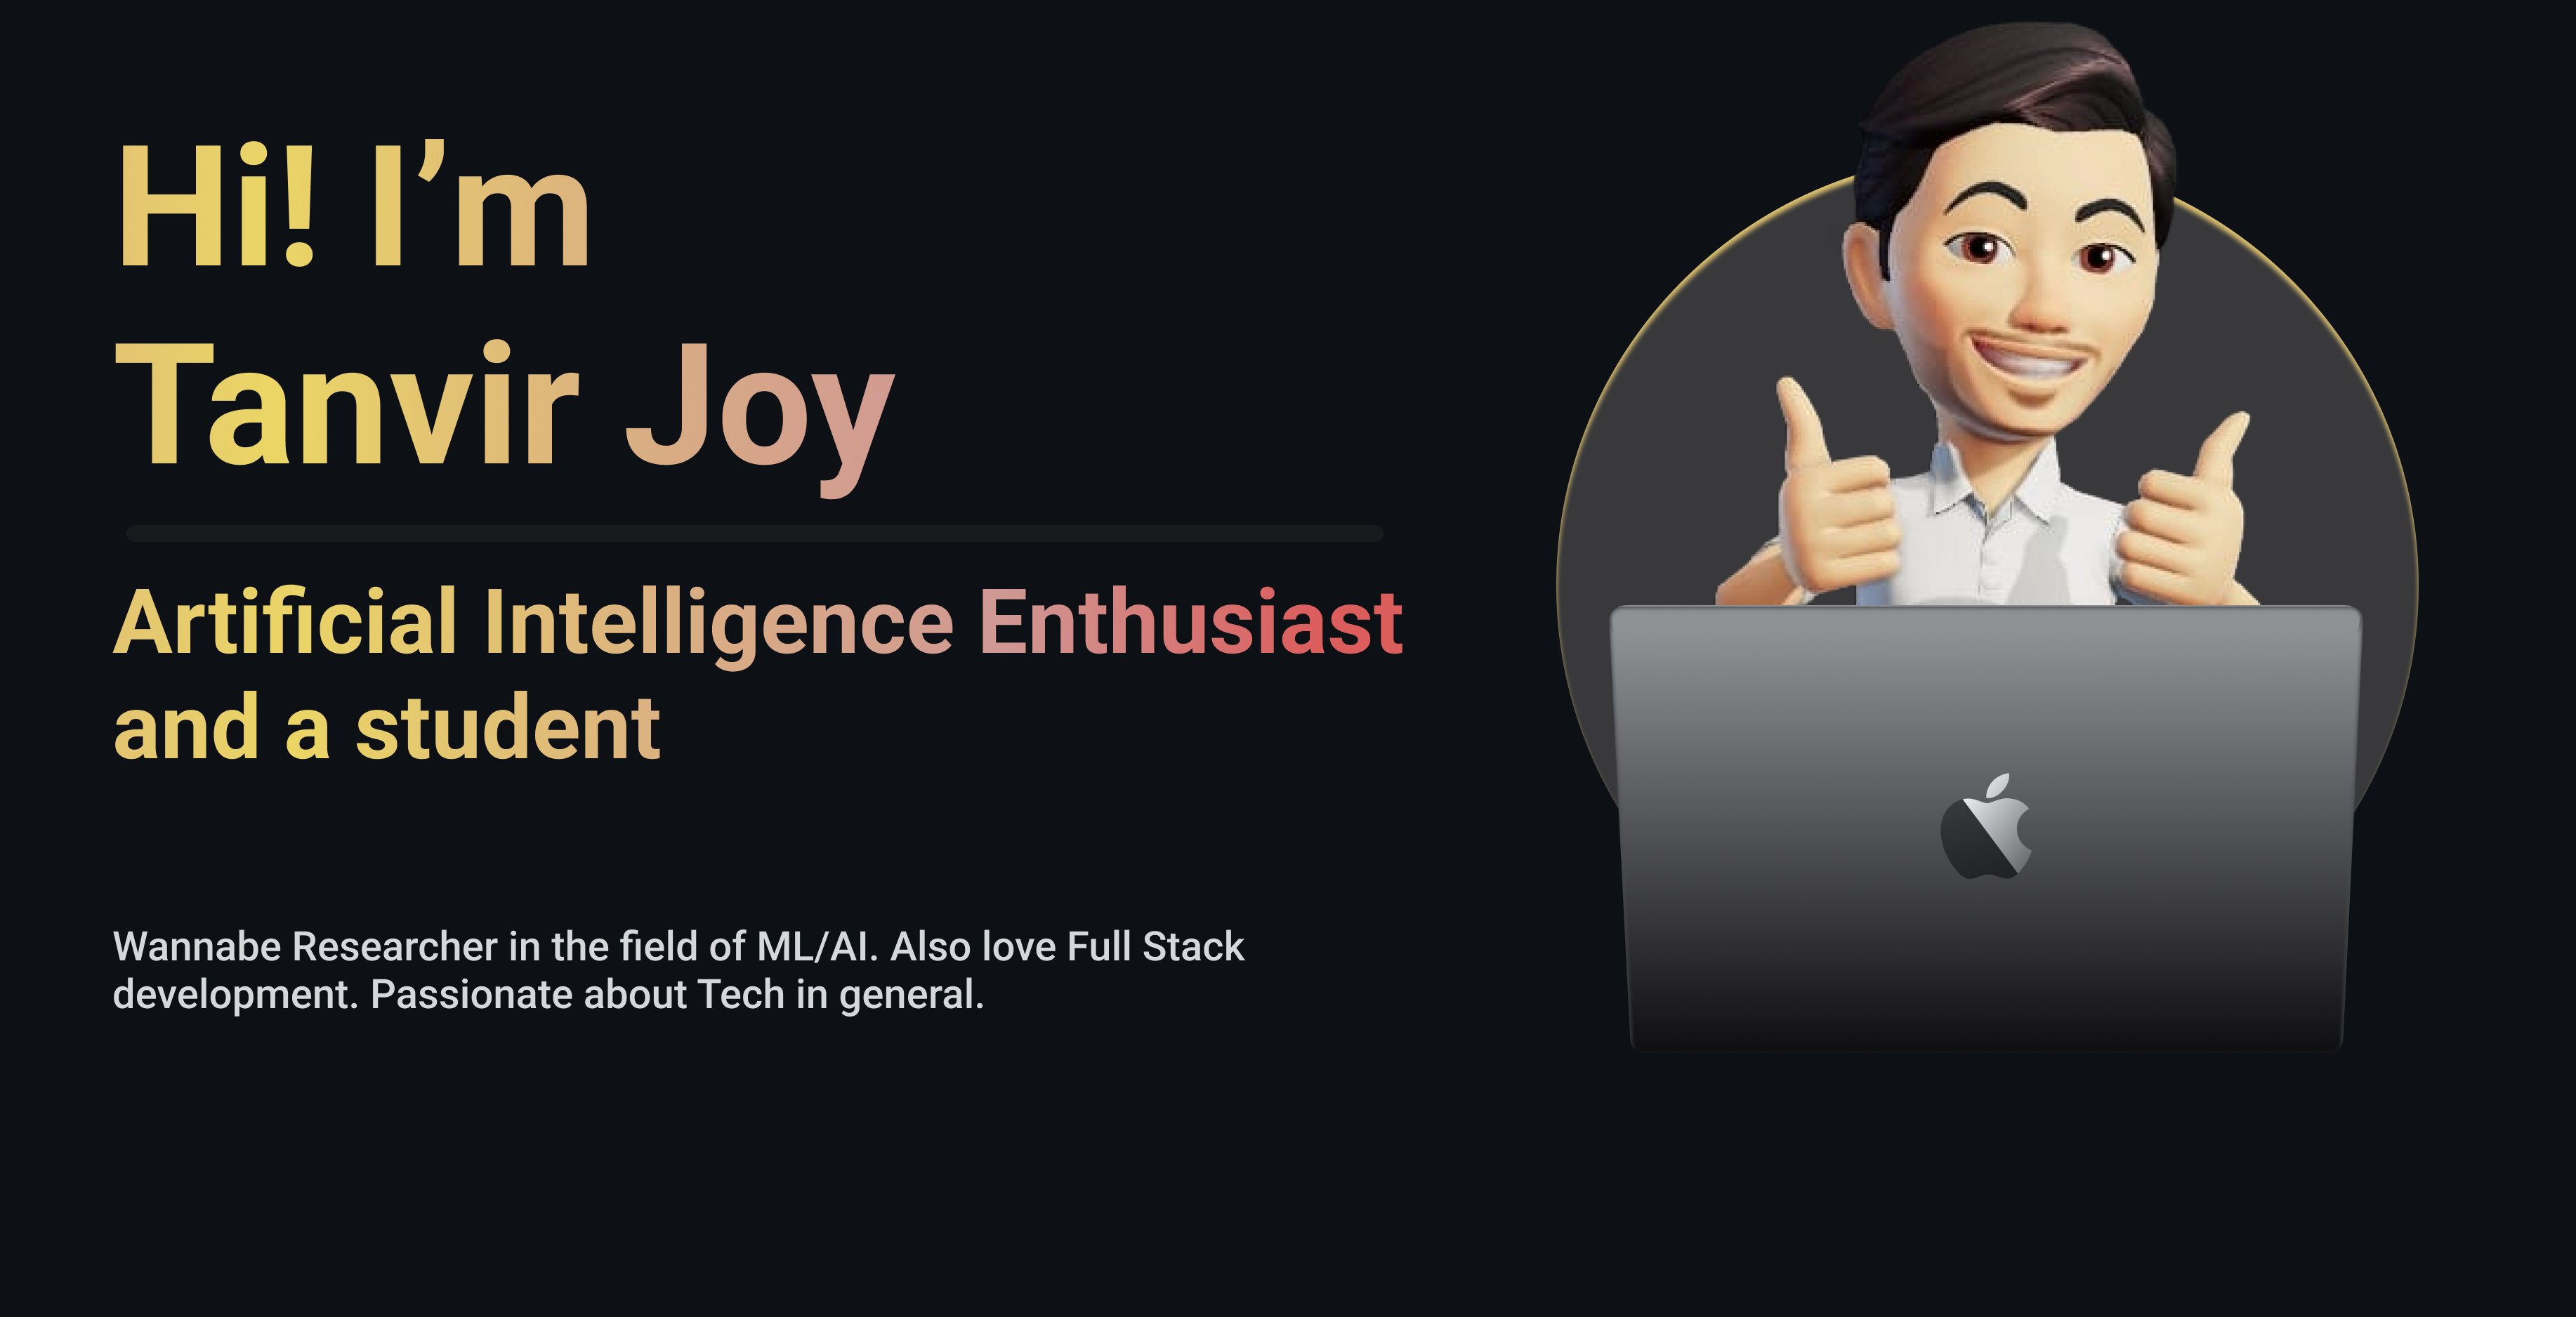 Hi! I’m
Tanvir Joy
Artificial Intelligence Enthusiast
and a student
Wannabe Researcher in the field of ML/AI. Also love Full Stack
development. Passionate about Tech in general.